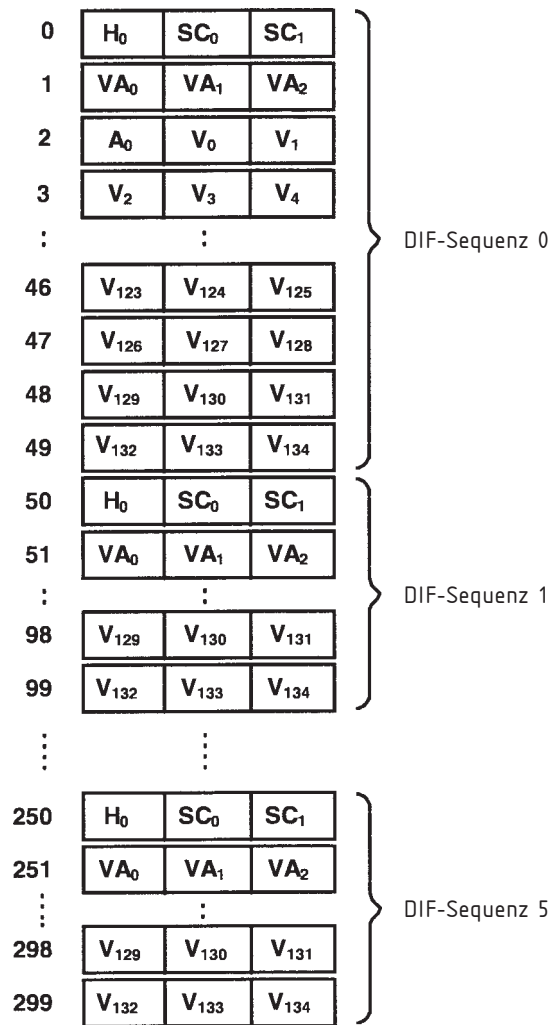 0 H₀ SC₀ SC₁
1 VA₀ VA₁ VA₂
2 A₀ V₀ V₁
3 V₂ V₃ V₄
: :
DIF-Sequenz 0
46 V₁₂₃ V₁₂₄ V₁₂₅
47 V₁₂₆ V₁₂₇ V₁₂₈
48 V₁₂₉ V₁₃₀ V₁₃₁
49 V₁₃₂ V₁₃₃ V₁₃₄
50 H₀ SC₀ SC₁
51 VA₀ VA₁ VA₂
: :
DIF-Sequenz 1
98 V₁₂₉ V₁₃₀ V₁₃₁
99 V₁₃₂ V₁₃₃ V₁₃₄
250 H₀ SC₀ SC₁
251 VA₀ VA₁ VA₂
DIF-Sequenz 5
298 V₁₂₉ V₁₃₀ V₁₃₁
299 V₁₃₂ V₁₃₃ V₁₃₄